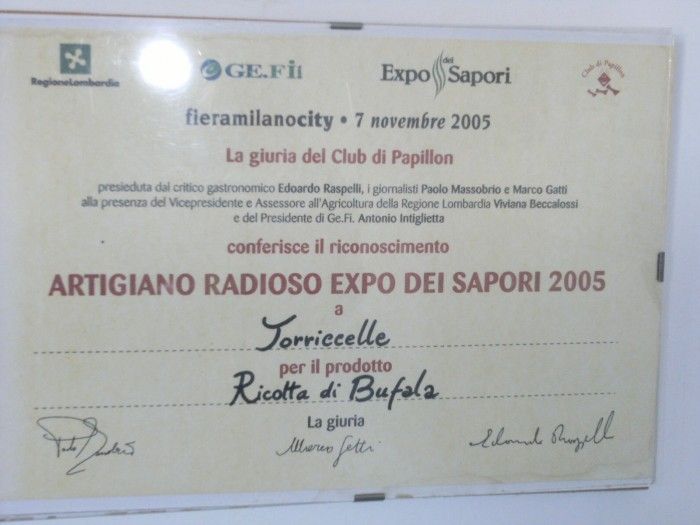 RegioneLombardia
GE.Fi
Expo dei Sapori
Club di Papillon
fieramilanocity • 7 novembre 2005
La giuria del Club di Papillon
presieduta dal critico gastronomico Edoardo Raspelli, i giornalisti Paolo Massobrio e Marco Gatti
alla presenza del Vicepresidente e Assessore all'Agricoltura della Regione Lombardia Viviana Beccalossi
e del Presidente di Ge.Fi. Antonio Intiglietta
conferisce il riconoscimento
ARTIGIANO RADIOSO EXPO DEI SAPORI 2005
a
Torriccelle
per il prodotto
Ricotta di Bufala
La giuria
Marco Gatti